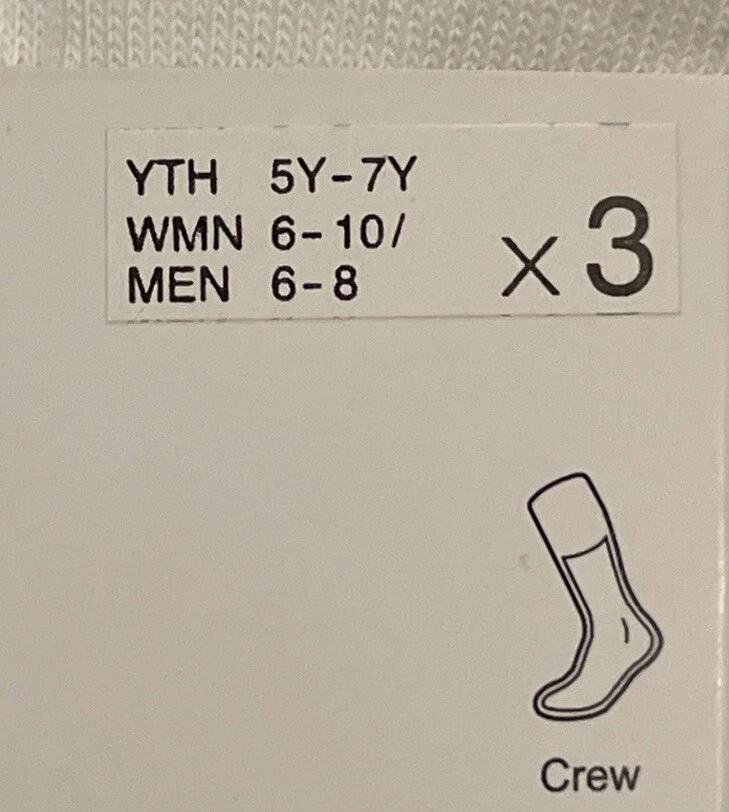 YTH 5Y-7Y
WMN 6-10/
MEN 6-8
x3
Crew